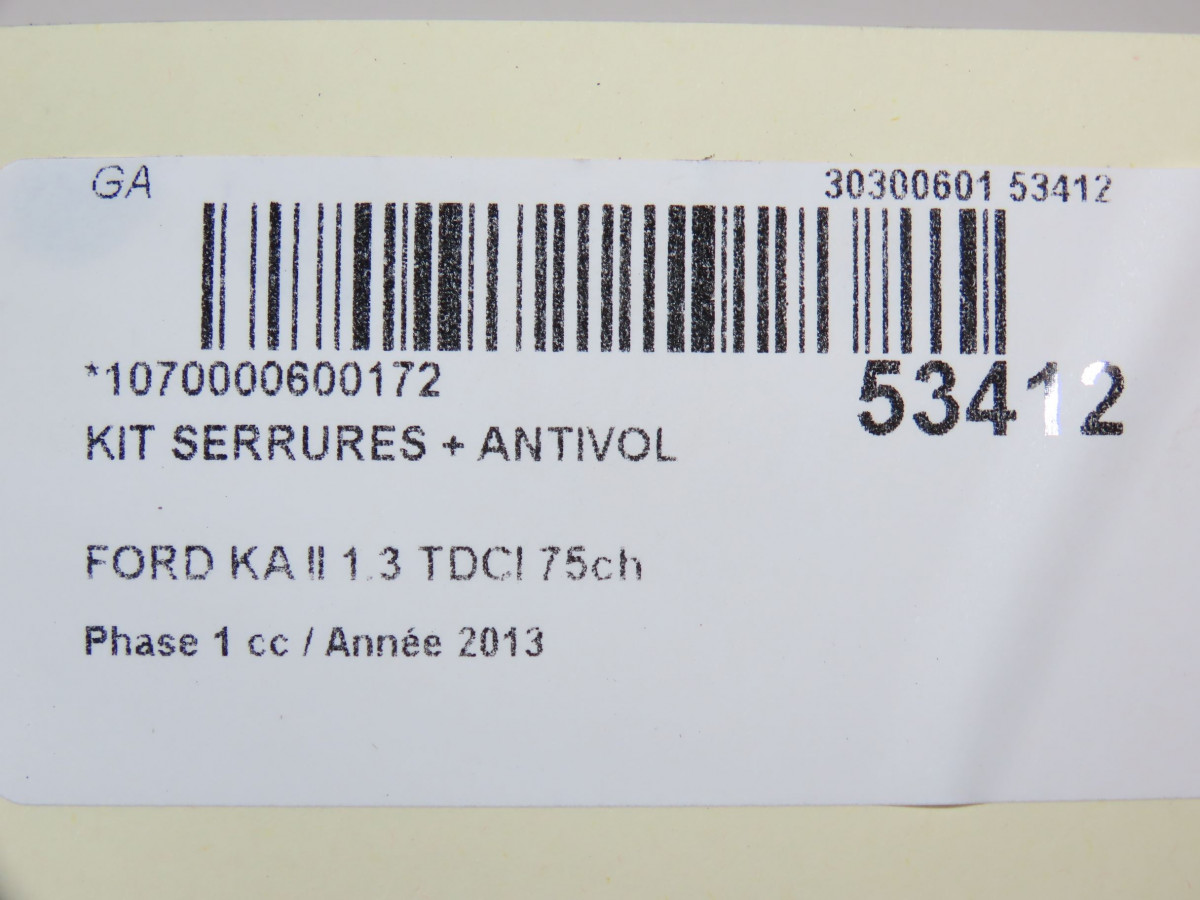 GA
30300601 53412
*1070000600172
53412
KIT SERRURES + ANTIVOL
FORD KA II 1.3 TDCI 75ch
Phase 1 cc / Année 2013